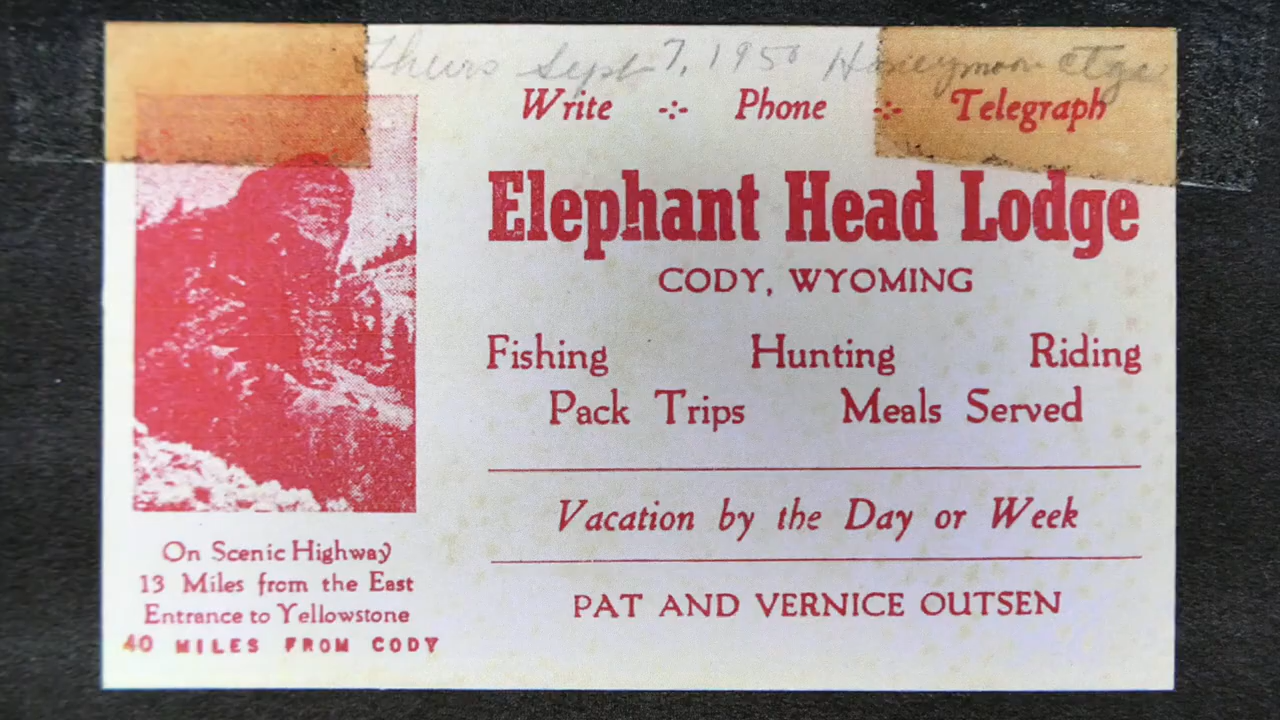 Thurs Sept 7, 1950 Honeymoon
Write -:- Phone -:- Telegraph
Elephant Head Lodge
CODY, WYOMING
Fishing Hunting Riding
Pack Trips Meals Served
Vacation by the Day or Week
PAT AND VERNICE OUTSEN
On Scenic Highway
13 Miles from the East
Entrance to Yellowstone
40 MILES FROM CODY